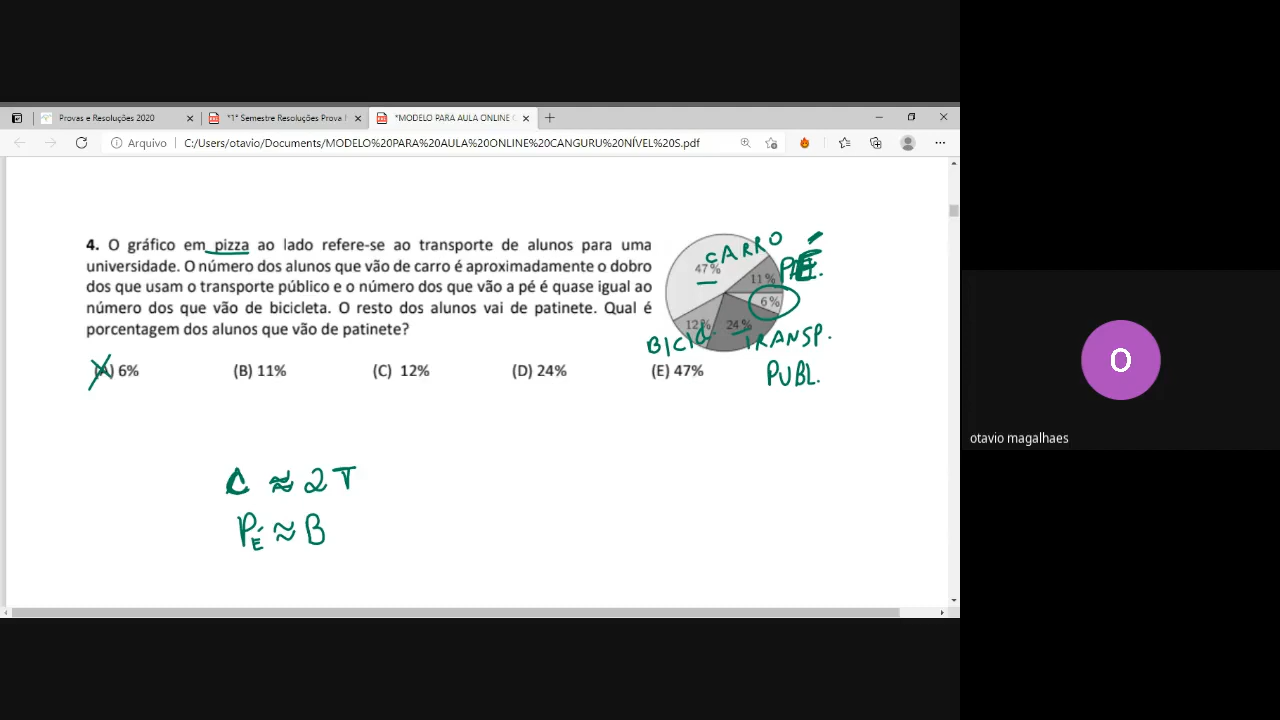 Provas e Resoluções 2020
*1° Semestre Resoluções Prova
*MODELO PARA AULA ONLINE
Arquivo C:/Users/otavio/Documents/MODELO%20PARA%20AULA%20ONLINE%20CANGURU%20NÍVEL%20S.pdf
4. O gráfico em pizza ao lado refere-se ao transporte de alunos para uma
universidade. O número dos alunos que vão de carro é aproximadamente o dobro
dos que usam o transporte público e o número dos que vão a pé é quase igual ao
número dos que vão de bicicleta. O resto dos alunos vai de patinete. Qual é
porcentagem dos alunos que vão de patinete?
CARRO
47%
11% PÉ.
6%
12% 24%
BICIC. TRANSP.
PUBL.
(A) 6% (B) 11% (C) 12% (D) 24% (E) 47%
C ≈ 2T
PÉ ≈ B
O
otavio magalhaes